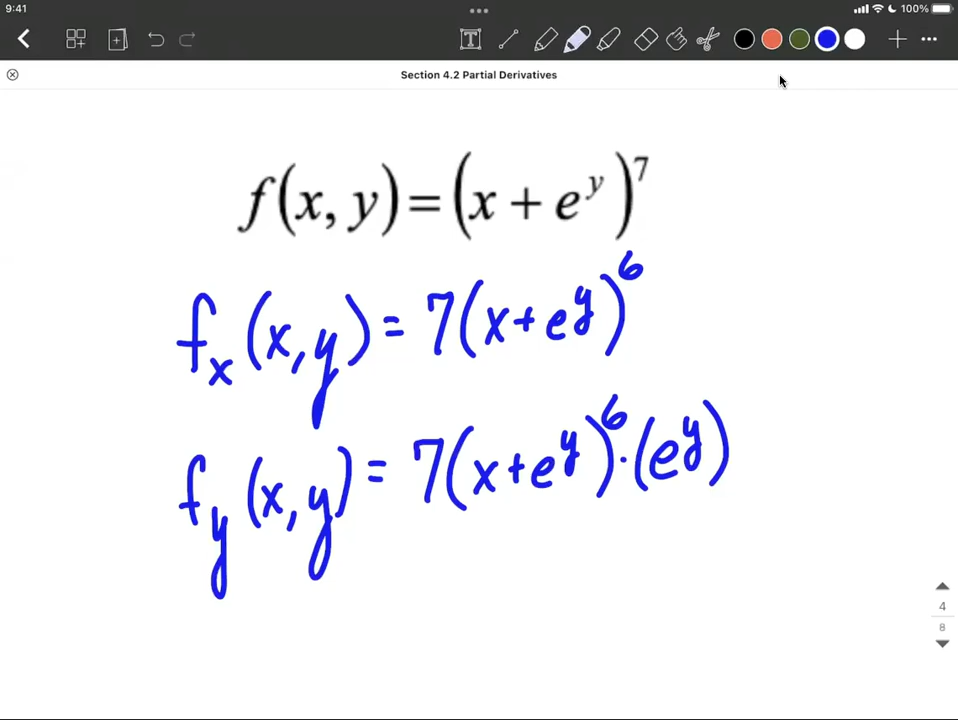 9:41
100%
Section 4.2 Partial Derivatives
f(x, y) = (x + e^y)^7
f_x(x,y) = 7(x+e^y)^6
f_y(x,y) = 7(x+e^y)^6 · (e^y)
4
8